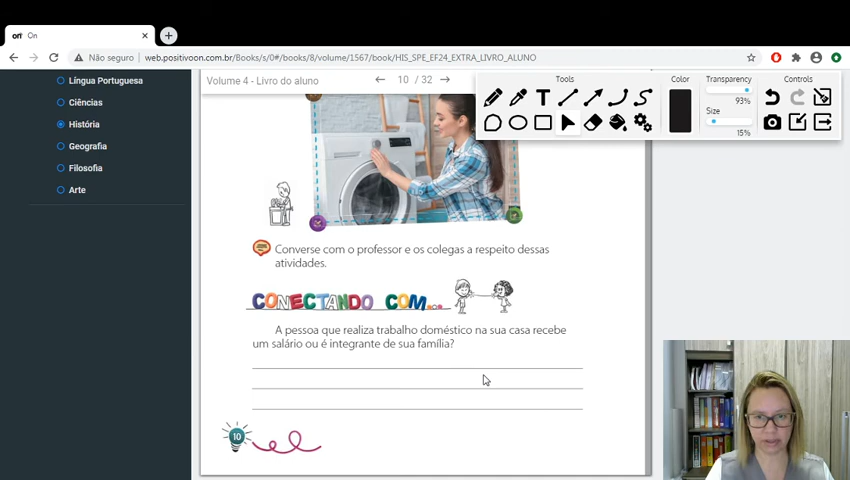 On
Não seguro
web.positivoon.com.br/Books/s/0#/books/8/volume/1567/book/HIS_SPE_EF24_EXTRA_LIVRO_ALUNO
Língua Portuguesa
Ciências
História
Geografia
Filosofia
Arte
Volume 4 - Livro do aluno
10 / 32
Tools
Color
Transparency
93%
Size
15%
Controls
Converse com o professor e os colegas a respeito dessas
atividades.
CONECTANDO COM...
A pessoa que realiza trabalho doméstico na sua casa recebe
um salário ou é integrante de sua família?
10